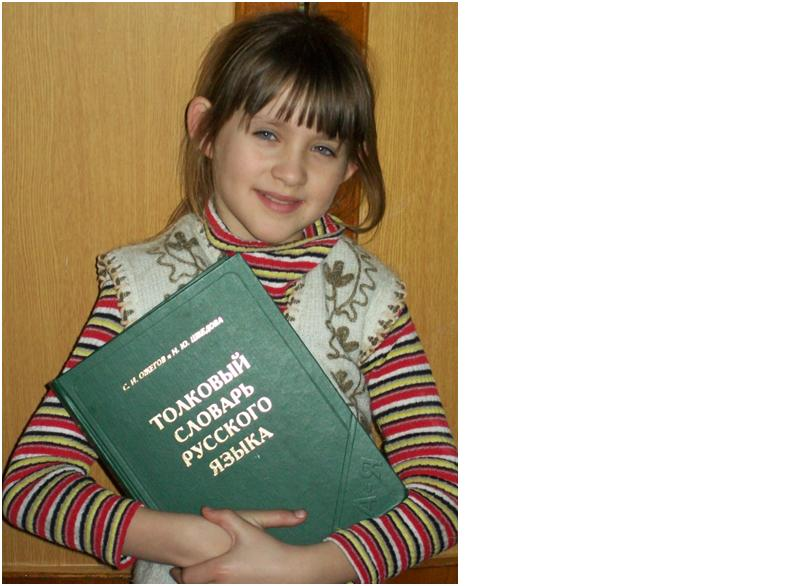 С. И. ОЖЕГОВ и Н. Ю. ШВЕДОВА
ТОЛКОВЫЙ
СЛОВАРЬ
РУССКОГО
ЯЗЫКА
А-Я